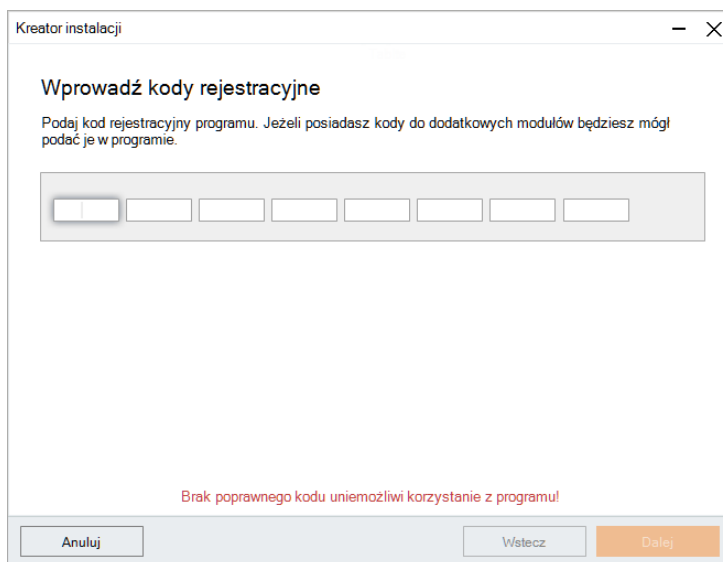 Kreator instalacji
Wprowadź kody rejestracyjne
Podaj kod rejestracyjny programu. Jeżeli posiadasz kody do dodatkowych modułów będziesz mógł
podać je w programie.
Brak poprawnego kodu uniemożliwi korzystanie z programu!
Anuluj
Wstecz
Dalej